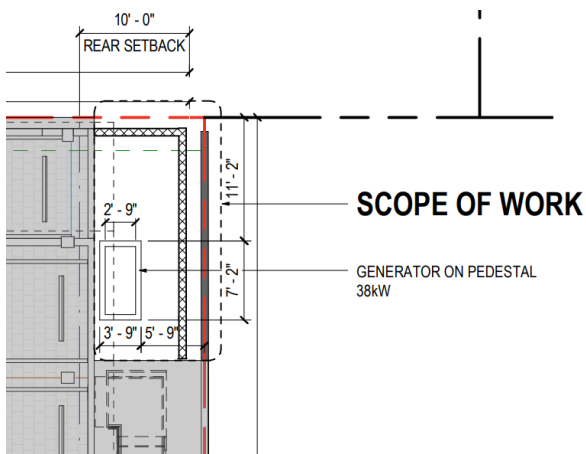 10' - 0"
REAR SETBACK
11' - 2"
SCOPE OF WORK
2' - 9"
GENERATOR ON PEDESTAL
38kW
7' - 2"
3' - 9"
5' - 9"